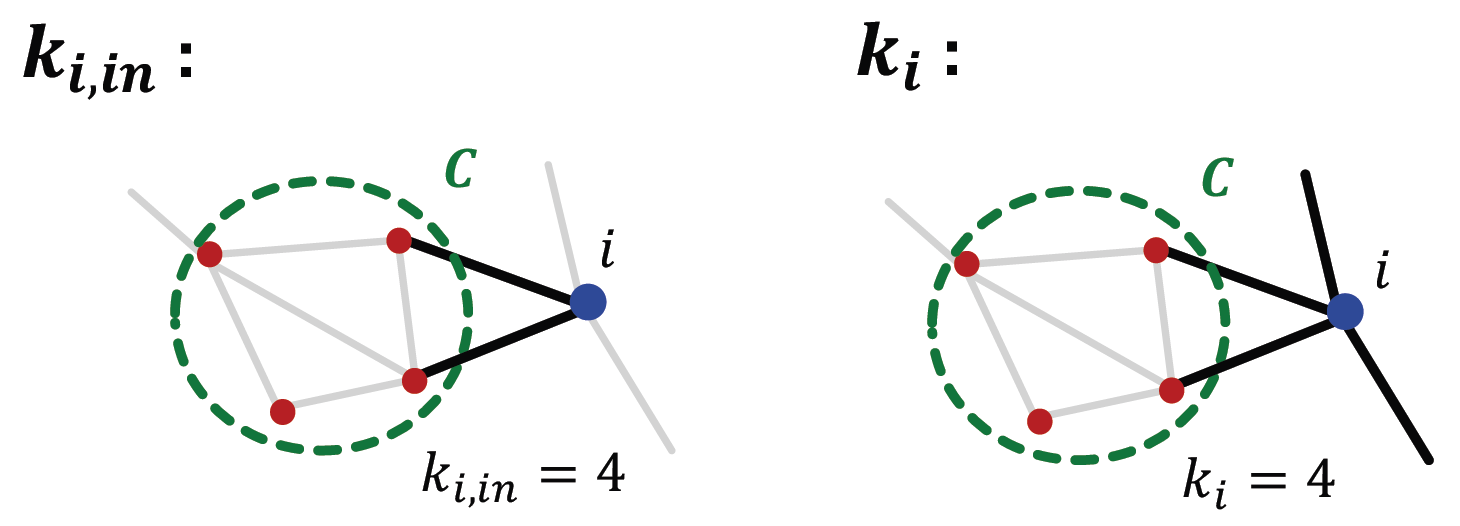 k_{i,in} :
k_i :
C
i
k_{i,in} = 4
C
i
k_i = 4